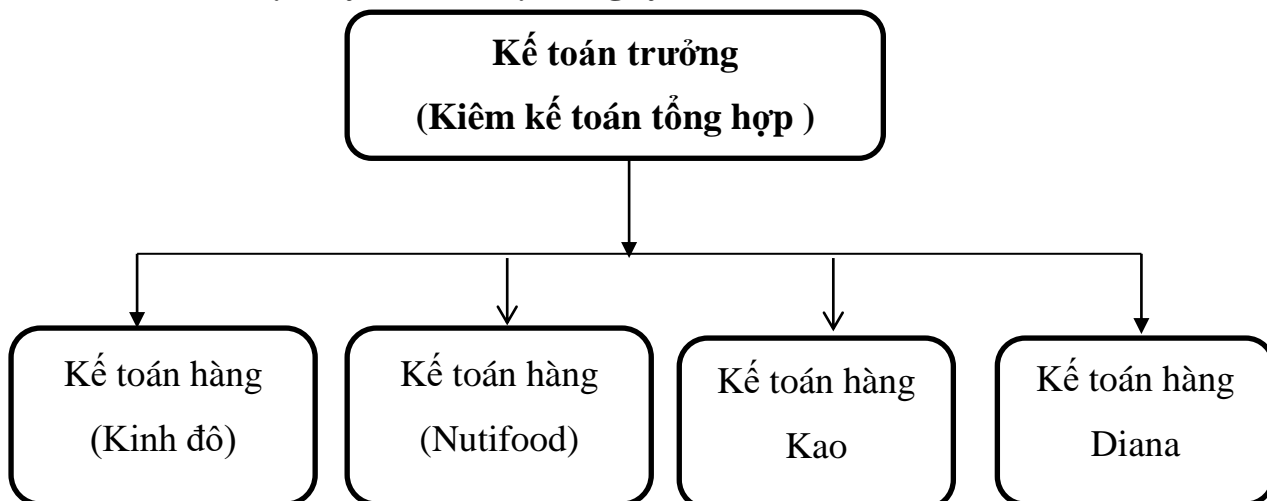 Kế toán trưởng
(Kiêm kế toán tổng hợp )
Kế toán hàng
(Kinh đô)
Kế toán hàng
(Nutifood)
Kế toán hàng
Kao
Kế toán hàng
Diana